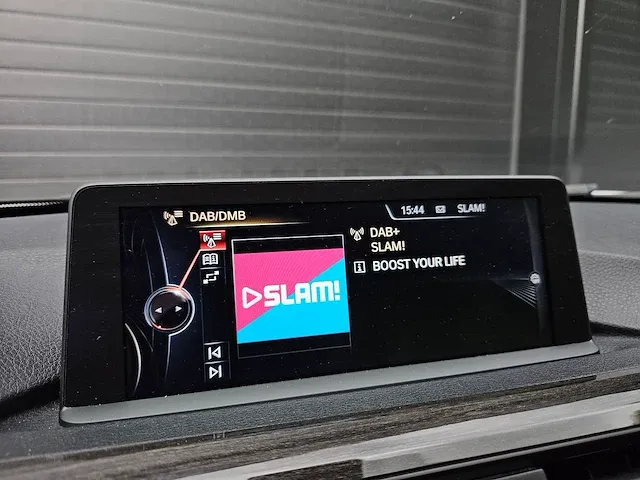 DAB/DMB
15:44 SLAM!
DAB+
SLAM!
BOOST YOUR LIFE
SLAM!